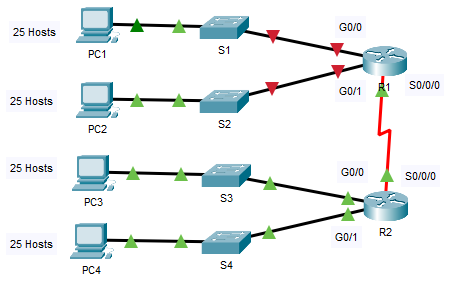 25 Hosts
PC1
S1
G0/0
R1
S0/0/0
25 Hosts
PC2
S2
G0/1
25 Hosts
PC3
S3
G0/0
S0/0/0
R2
25 Hosts
PC4
S4
G0/1